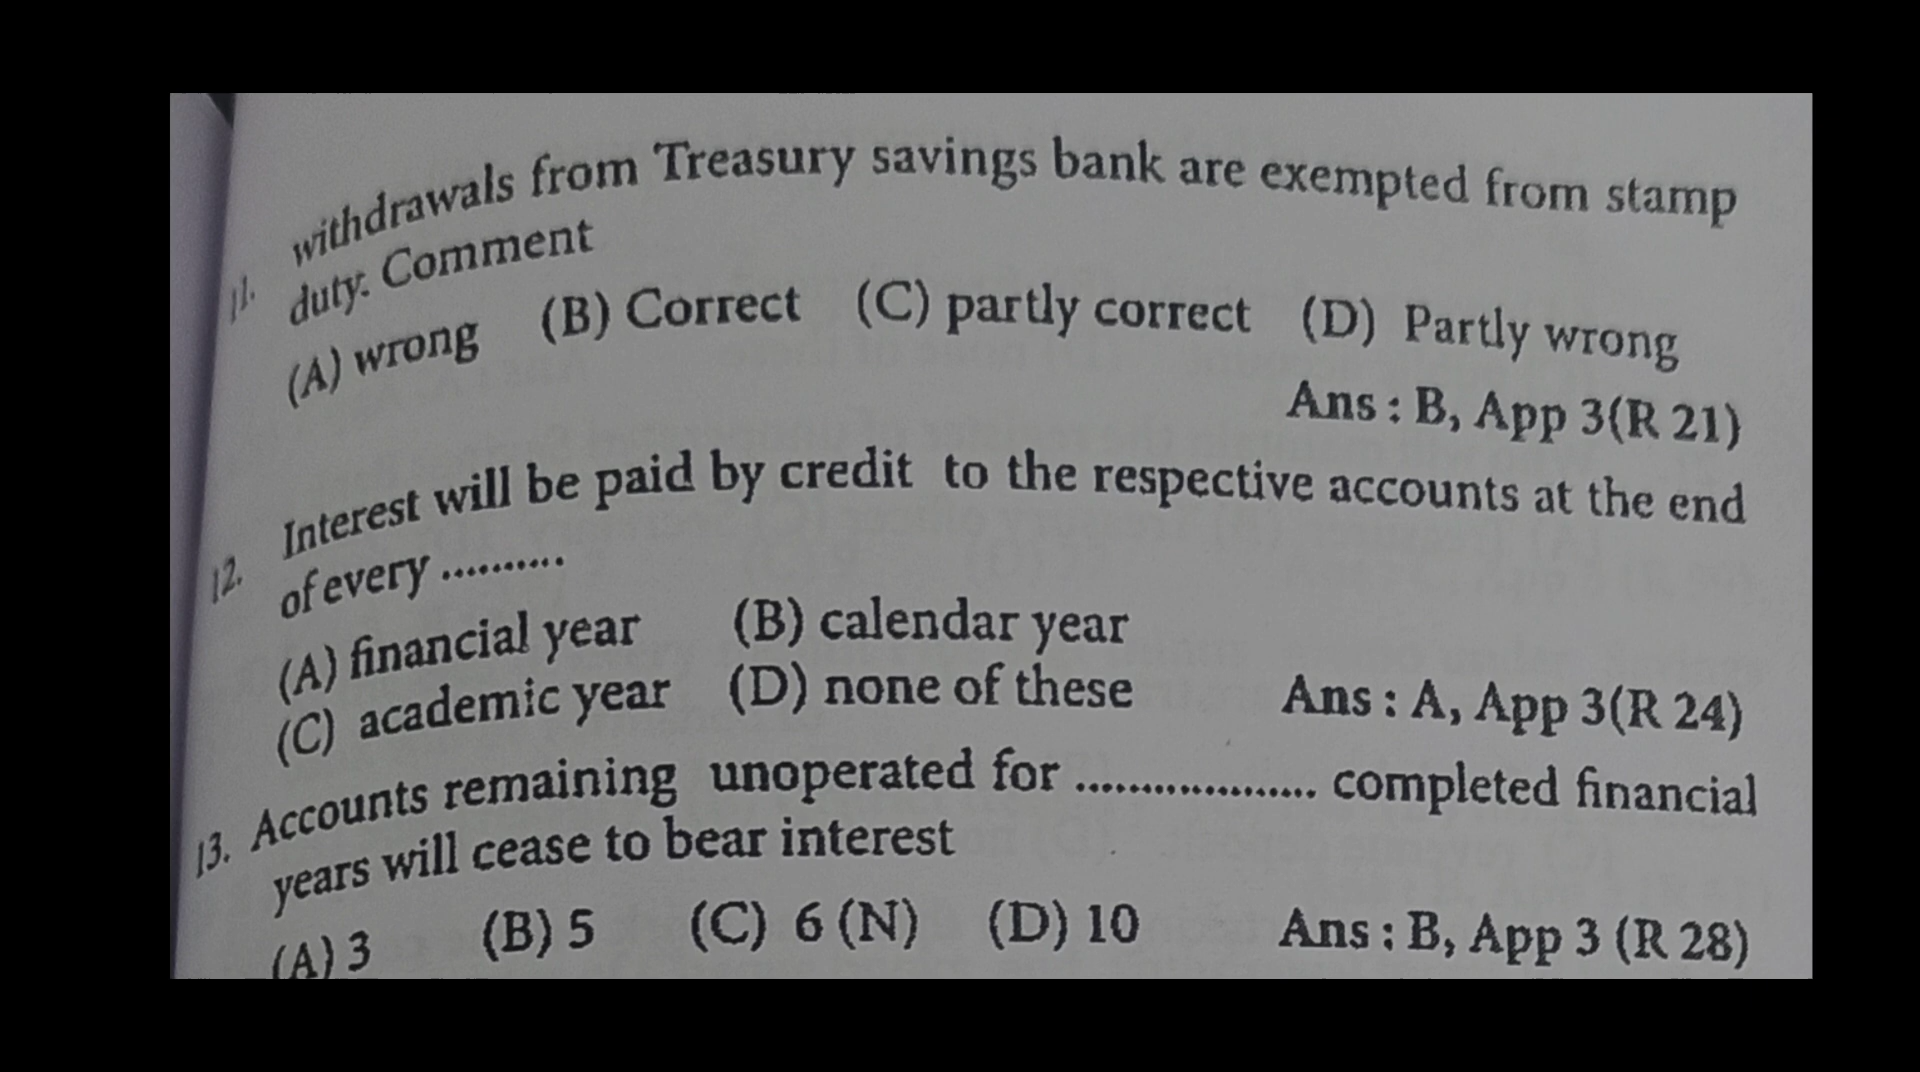 11. withdrawals from Treasury savings bank are exempted from stamp
duty. Comment
(A) wrong (B) Correct (C) partly correct (D) Partly wrong
Ans : B, App 3(R 21)
12. Interest will be paid by credit to the respective accounts at the end
of every ..........
(A) financial year (B) calendar year
(C) academic year (D) none of these Ans : A, App 3(R 24)
13. Accounts remaining unoperated for ................... completed financial
years will cease to bear interest
(A) 3 (B) 5 (C) 6 (N) (D) 10 Ans : B, App 3 (R 28)